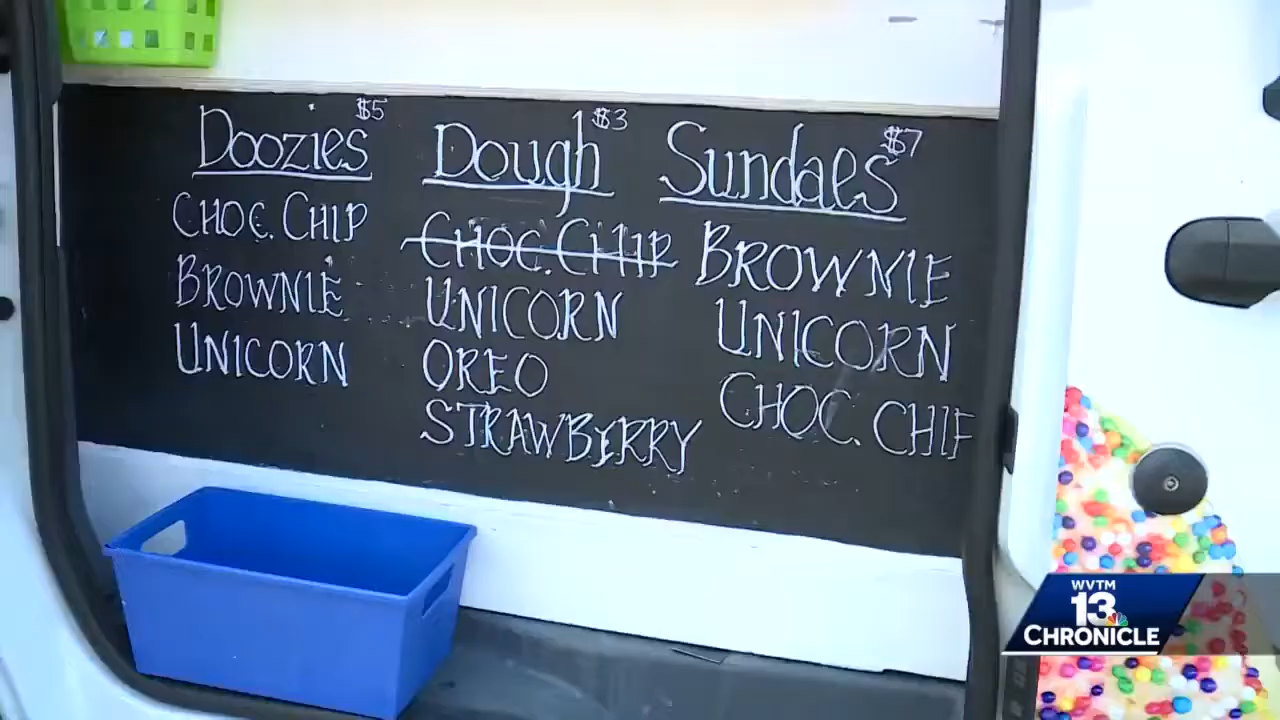 Doozies $5
CHOC. CHIP
BROWNIE
UNICORN
Dough $3
CHOC. CHIP
UNICORN
OREO
STRAWBERRY
Sundaes $7
BROWNIE
UNICORN
CHOC. CHIP
WVTM
13
CHRONICLE